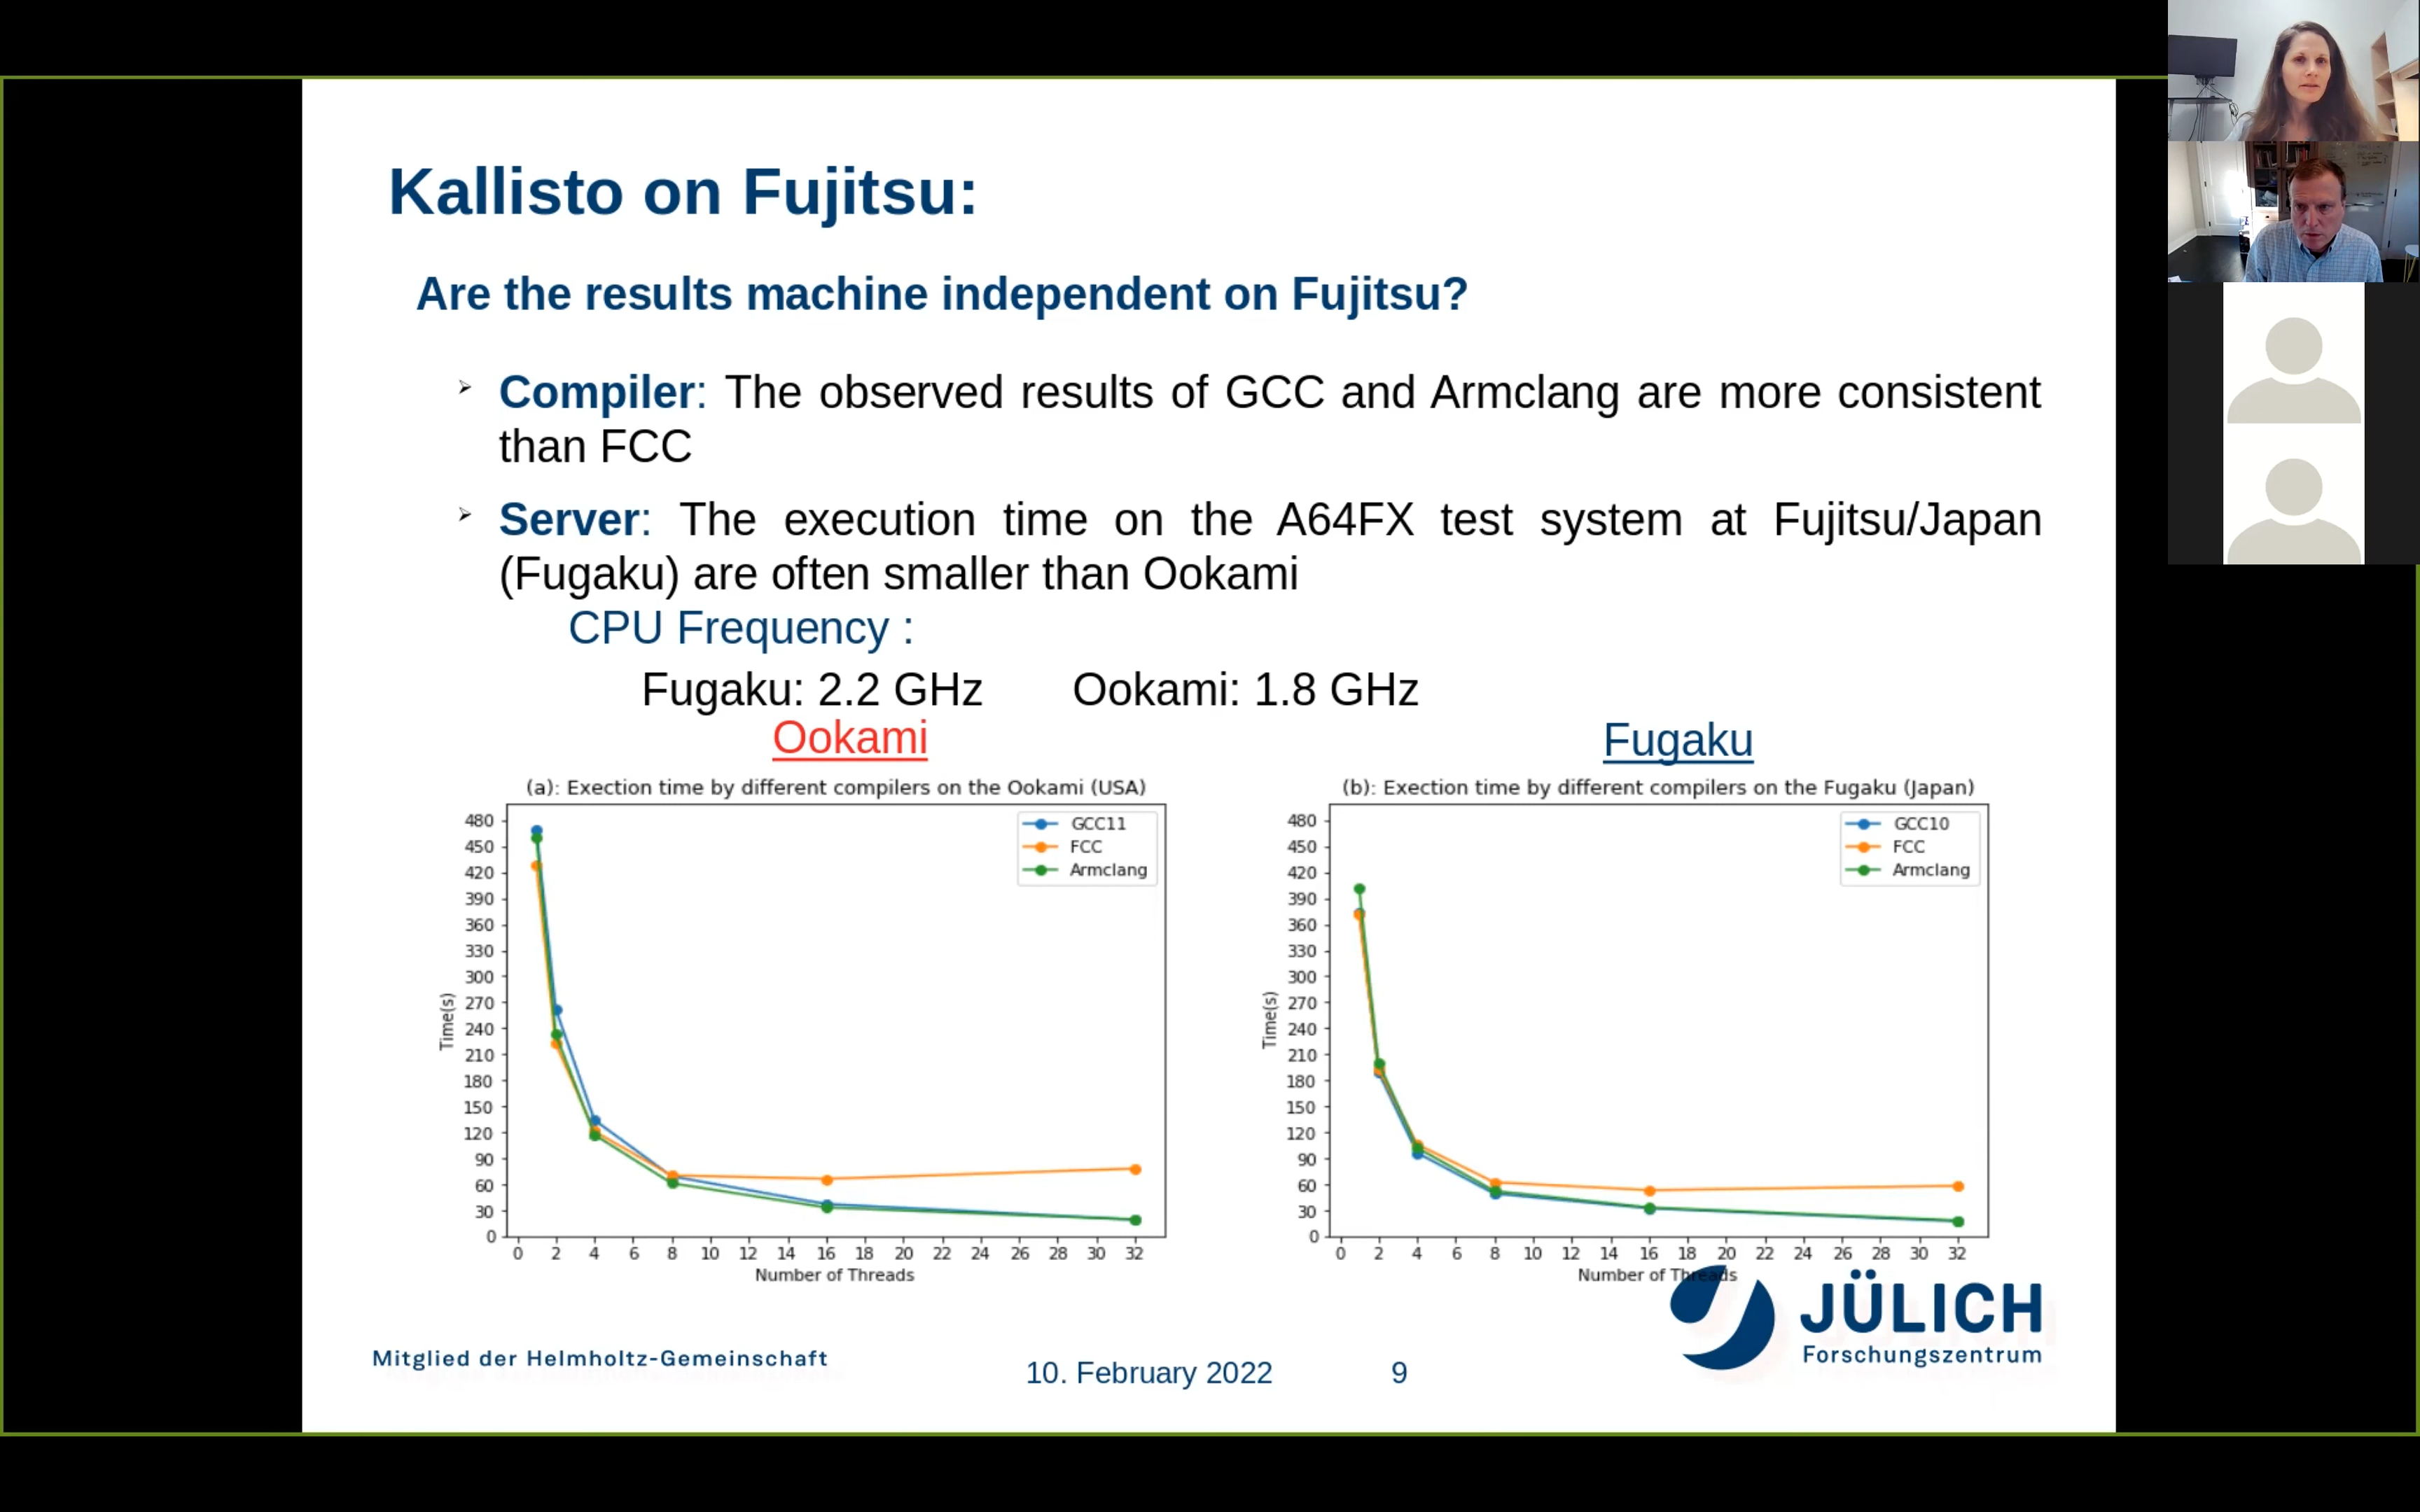 Kallisto on Fujitsu:
Are the results machine independent on Fujitsu?
Compiler: The observed results of GCC and Armclang are more consistent
than FCC
Server: The execution time on the A64FX test system at Fujitsu/Japan
(Fugaku) are often smaller than Ookami
CPU Frequency :
Fugaku: 2.2 GHz Ookami: 1.8 GHz
Ookami
Fugaku
(a): Exection time by different compilers on the Ookami (USA)
GCC11
FCC
Armclang
480
450
420
390
360
330
300
270
240
210
180
150
120
90
60
30
0
Time(s)
0 2 4 6 8 10 12 14 16 18 20 22 24 26 28 30 32
Number of Threads
(b): Exection time by different compilers on the Fugaku (Japan)
GCC10
FCC
Armclang
480
450
420
390
360
330
300
270
240
210
180
150
120
90
60
30
0
Time(s)
0 2 4 6 8 10 12 14 16 18 20 22 24 26 28 30 32
Number of Threads
Mitglied der Helmholtz-Gemeinschaft
10. February 2022
9
JÜLICH
Forschungszentrum